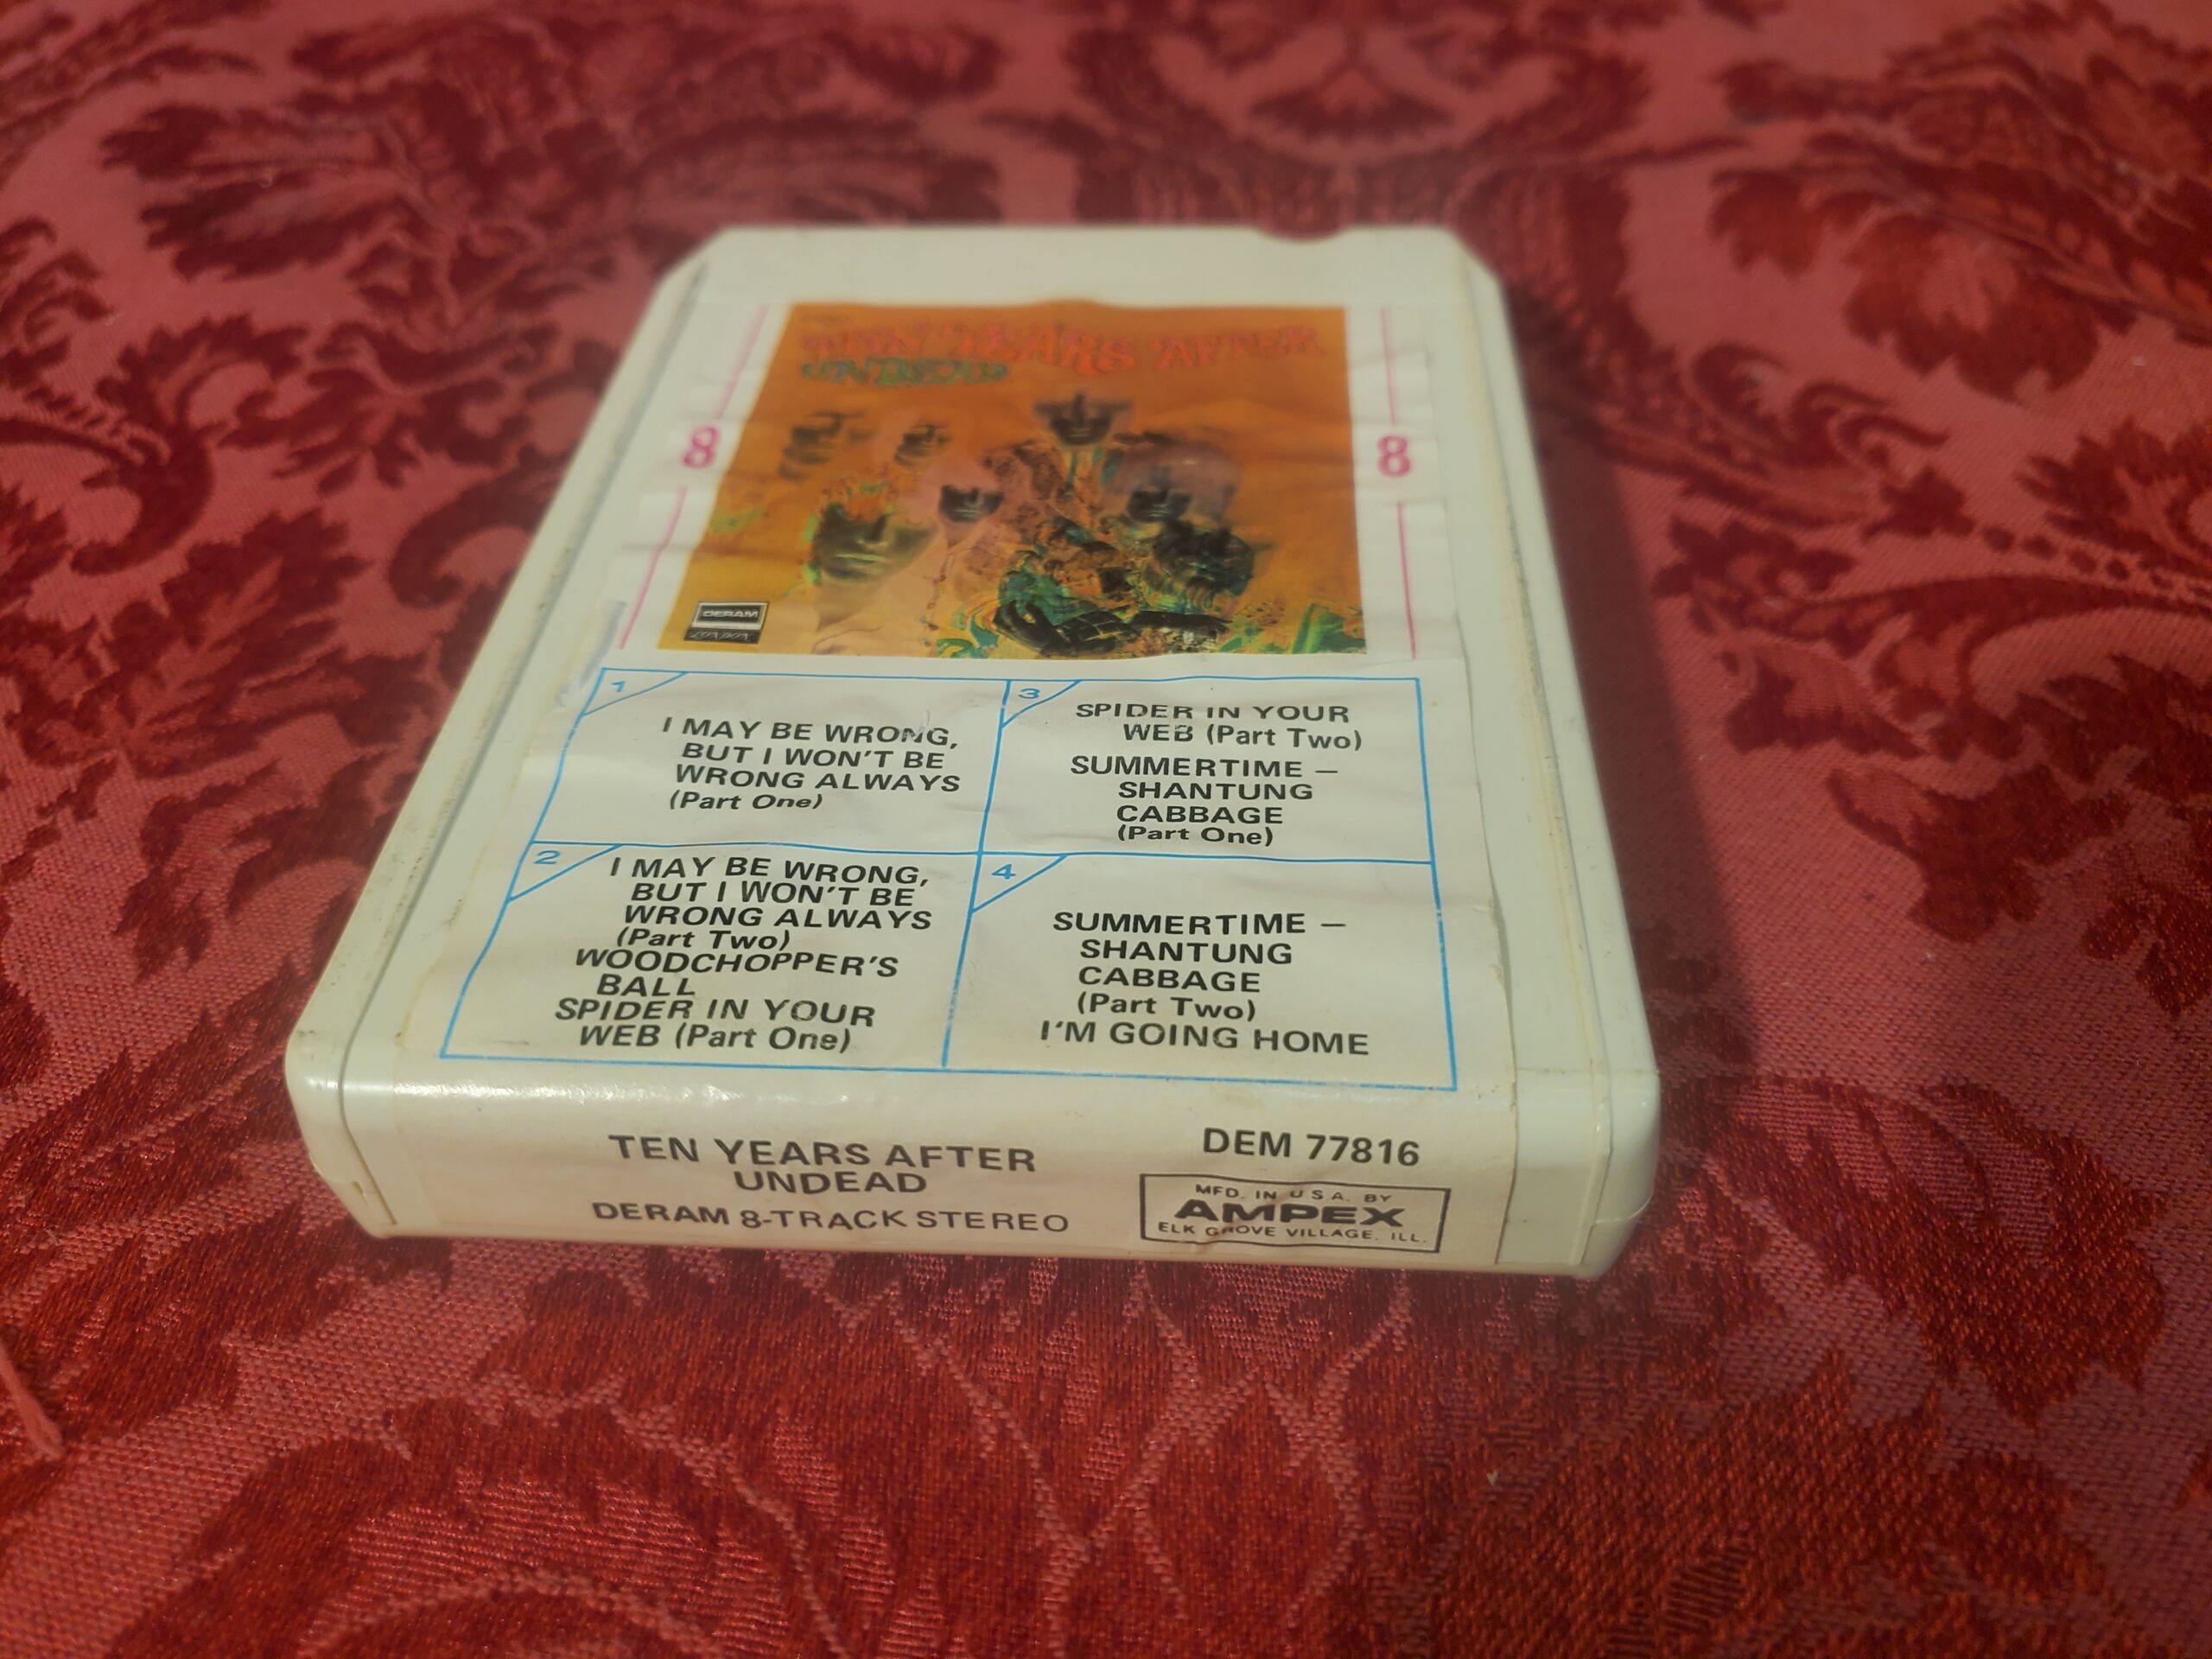 TEN YEARS AFTER
UNDEAD
8
8
DERAM
LONDON
1
I MAY BE WRONG,
BUT I WON'T BE
WRONG ALWAYS
(Part One)
2
I MAY BE WRONG,
BUT I WON'T BE
WRONG ALWAYS
(Part Two)
WOODCHOPPER'S
BALL
SPIDER IN YOUR
WEB (Part One)
3
SPIDER IN YOUR
WEB (Part Two)
SUMMERTIME –
SHANTUNG
CABBAGE
(Part One)
4
SUMMERTIME –
SHANTUNG
CABBAGE
(Part Two)
I'M GOING HOME
TEN YEARS AFTER
UNDEAD
DERAM 8-TRACK STEREO
DEM 77816
MFD. IN U.S.A. BY
AMPEX
ELK GROVE VILLAGE, ILL.